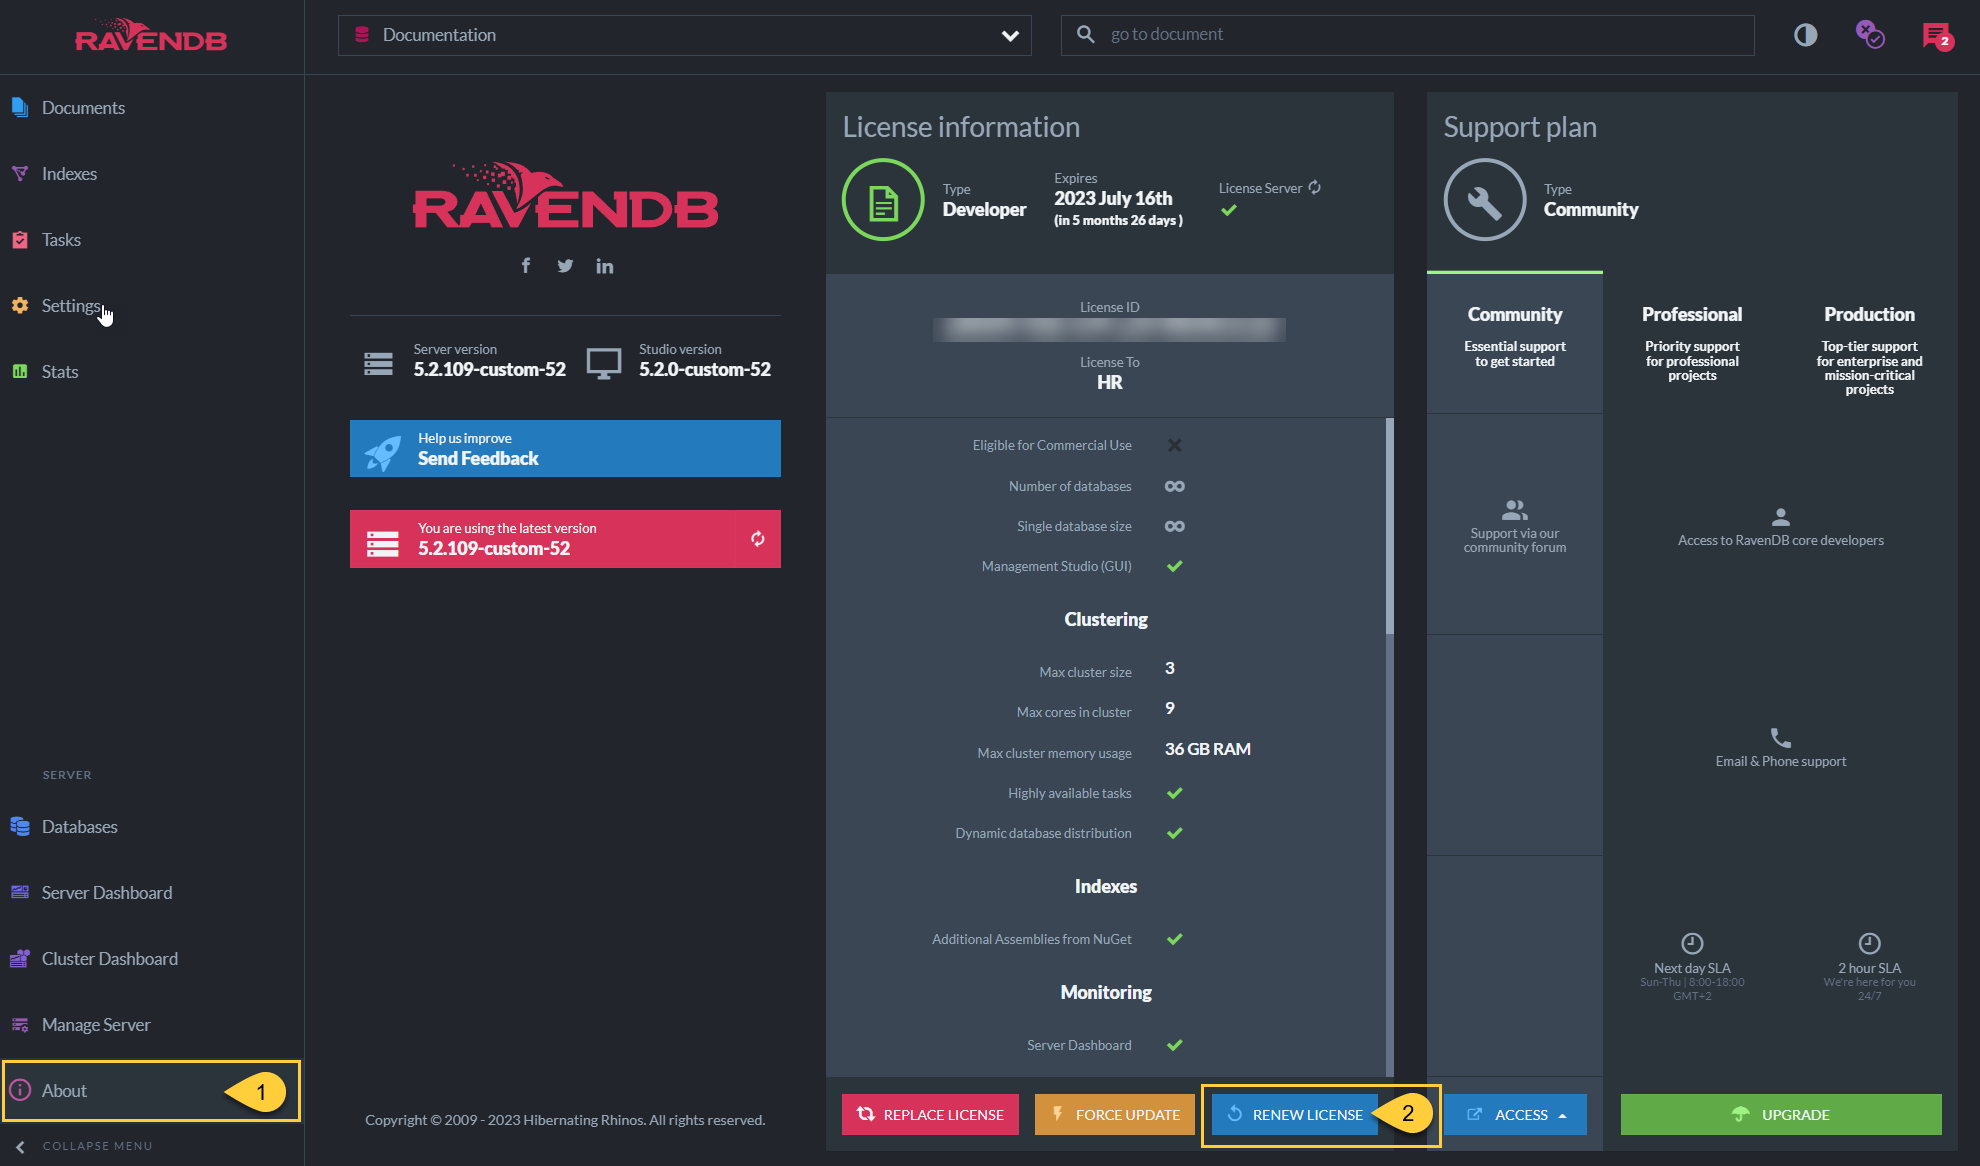 RAVENDB
Documentation
go to document
2
Documents
Indexes
Tasks
Settings
Stats
SERVER
Databases
Server Dashboard
Cluster Dashboard
Manage Server
About
1
COLLAPSE MENU
RAVENDB
Server version
5.2.109-custom-52
Studio version
5.2.0-custom-52
Help us improve
Send Feedback
You are using the latest version
5.2.109-custom-52
Copyright © 2009 - 2023 Hibernating Rhinos. All rights reserved.
License information
Type
Developer
Expires
2023 July 16th
(in 5 months 26 days )
License Server
License ID
License To
HR
Eligible for Commercial Use
Number of databases
Single database size
Management Studio (GUI)
Clustering
Max cluster size 3
Max cores in cluster 9
Max cluster memory usage 36 GB RAM
Highly available tasks
Dynamic database distribution
Indexes
Additional Assemblies from NuGet
Monitoring
Server Dashboard
REPLACE LICENSE
FORCE UPDATE
RENEW LICENSE
2
Support plan
Type
Community
Community
Essential support
to get started
Professional
Priority support
for professional
projects
Production
Top-tier support
for enterprise and
mission-critical
projects
Support via our
community forum
Access to RavenDB core developers
Email & Phone support
Next day SLA
Sun-Thu | 8:00-18:00
GMT+2
2 hour SLA
We're here for you
24/7
ACCESS
UPGRADE